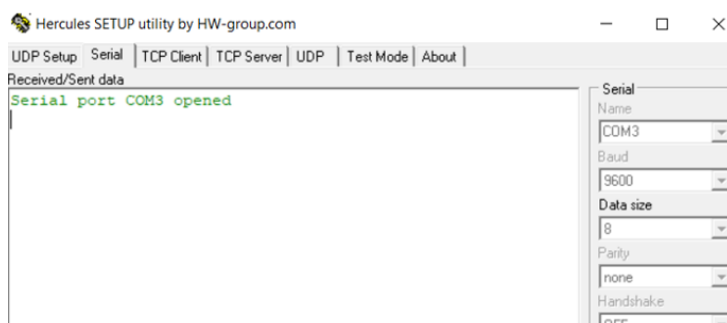 Hercules SETUP utility by HW-group.com
UDP Setup Serial TCP Client TCP Server UDP Test Mode About
Received/Sent data
Serial port COM3 opened
Serial
Name
COM3
Baud
9600
Data size
8
Parity
none
Handshake